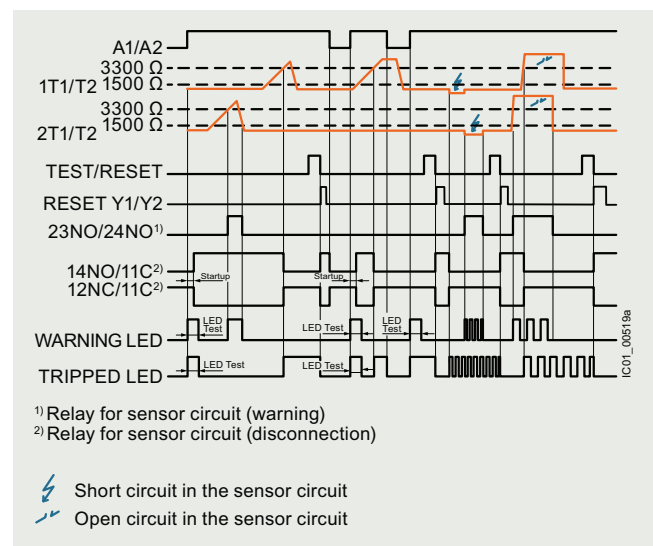 A1/A2
3300 Ω
1T1/T2 1500 Ω
3300 Ω
2T1/T2 1500 Ω
TEST/RESET
RESET Y1/Y2
23NO/24NO1)
14NO/11C2)
Startup
Startup
12NC/11C2)
LED Test
LED Test
LED Test
WARNING LED
LED Test
LED Test
TRIPPED LED
IC01_00519a
1) Relay for sensor circuit (warning)
2) Relay for sensor circuit (disconnection)
Short circuit in the sensor circuit
Open circuit in the sensor circuit